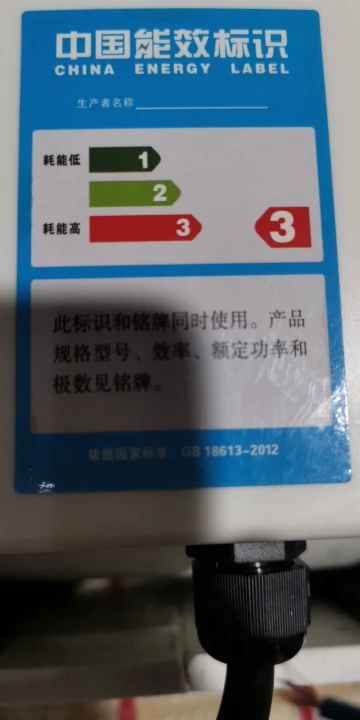 中国能效标识
CHINA ENERGY LABEL
生产者名称
耗能低 1
2
耗能高 3 3
此标识和铭牌同时使用。产品
规格型号、效率、额定功率和
极数见铭牌。
依据国家标准 GB 18613-2012